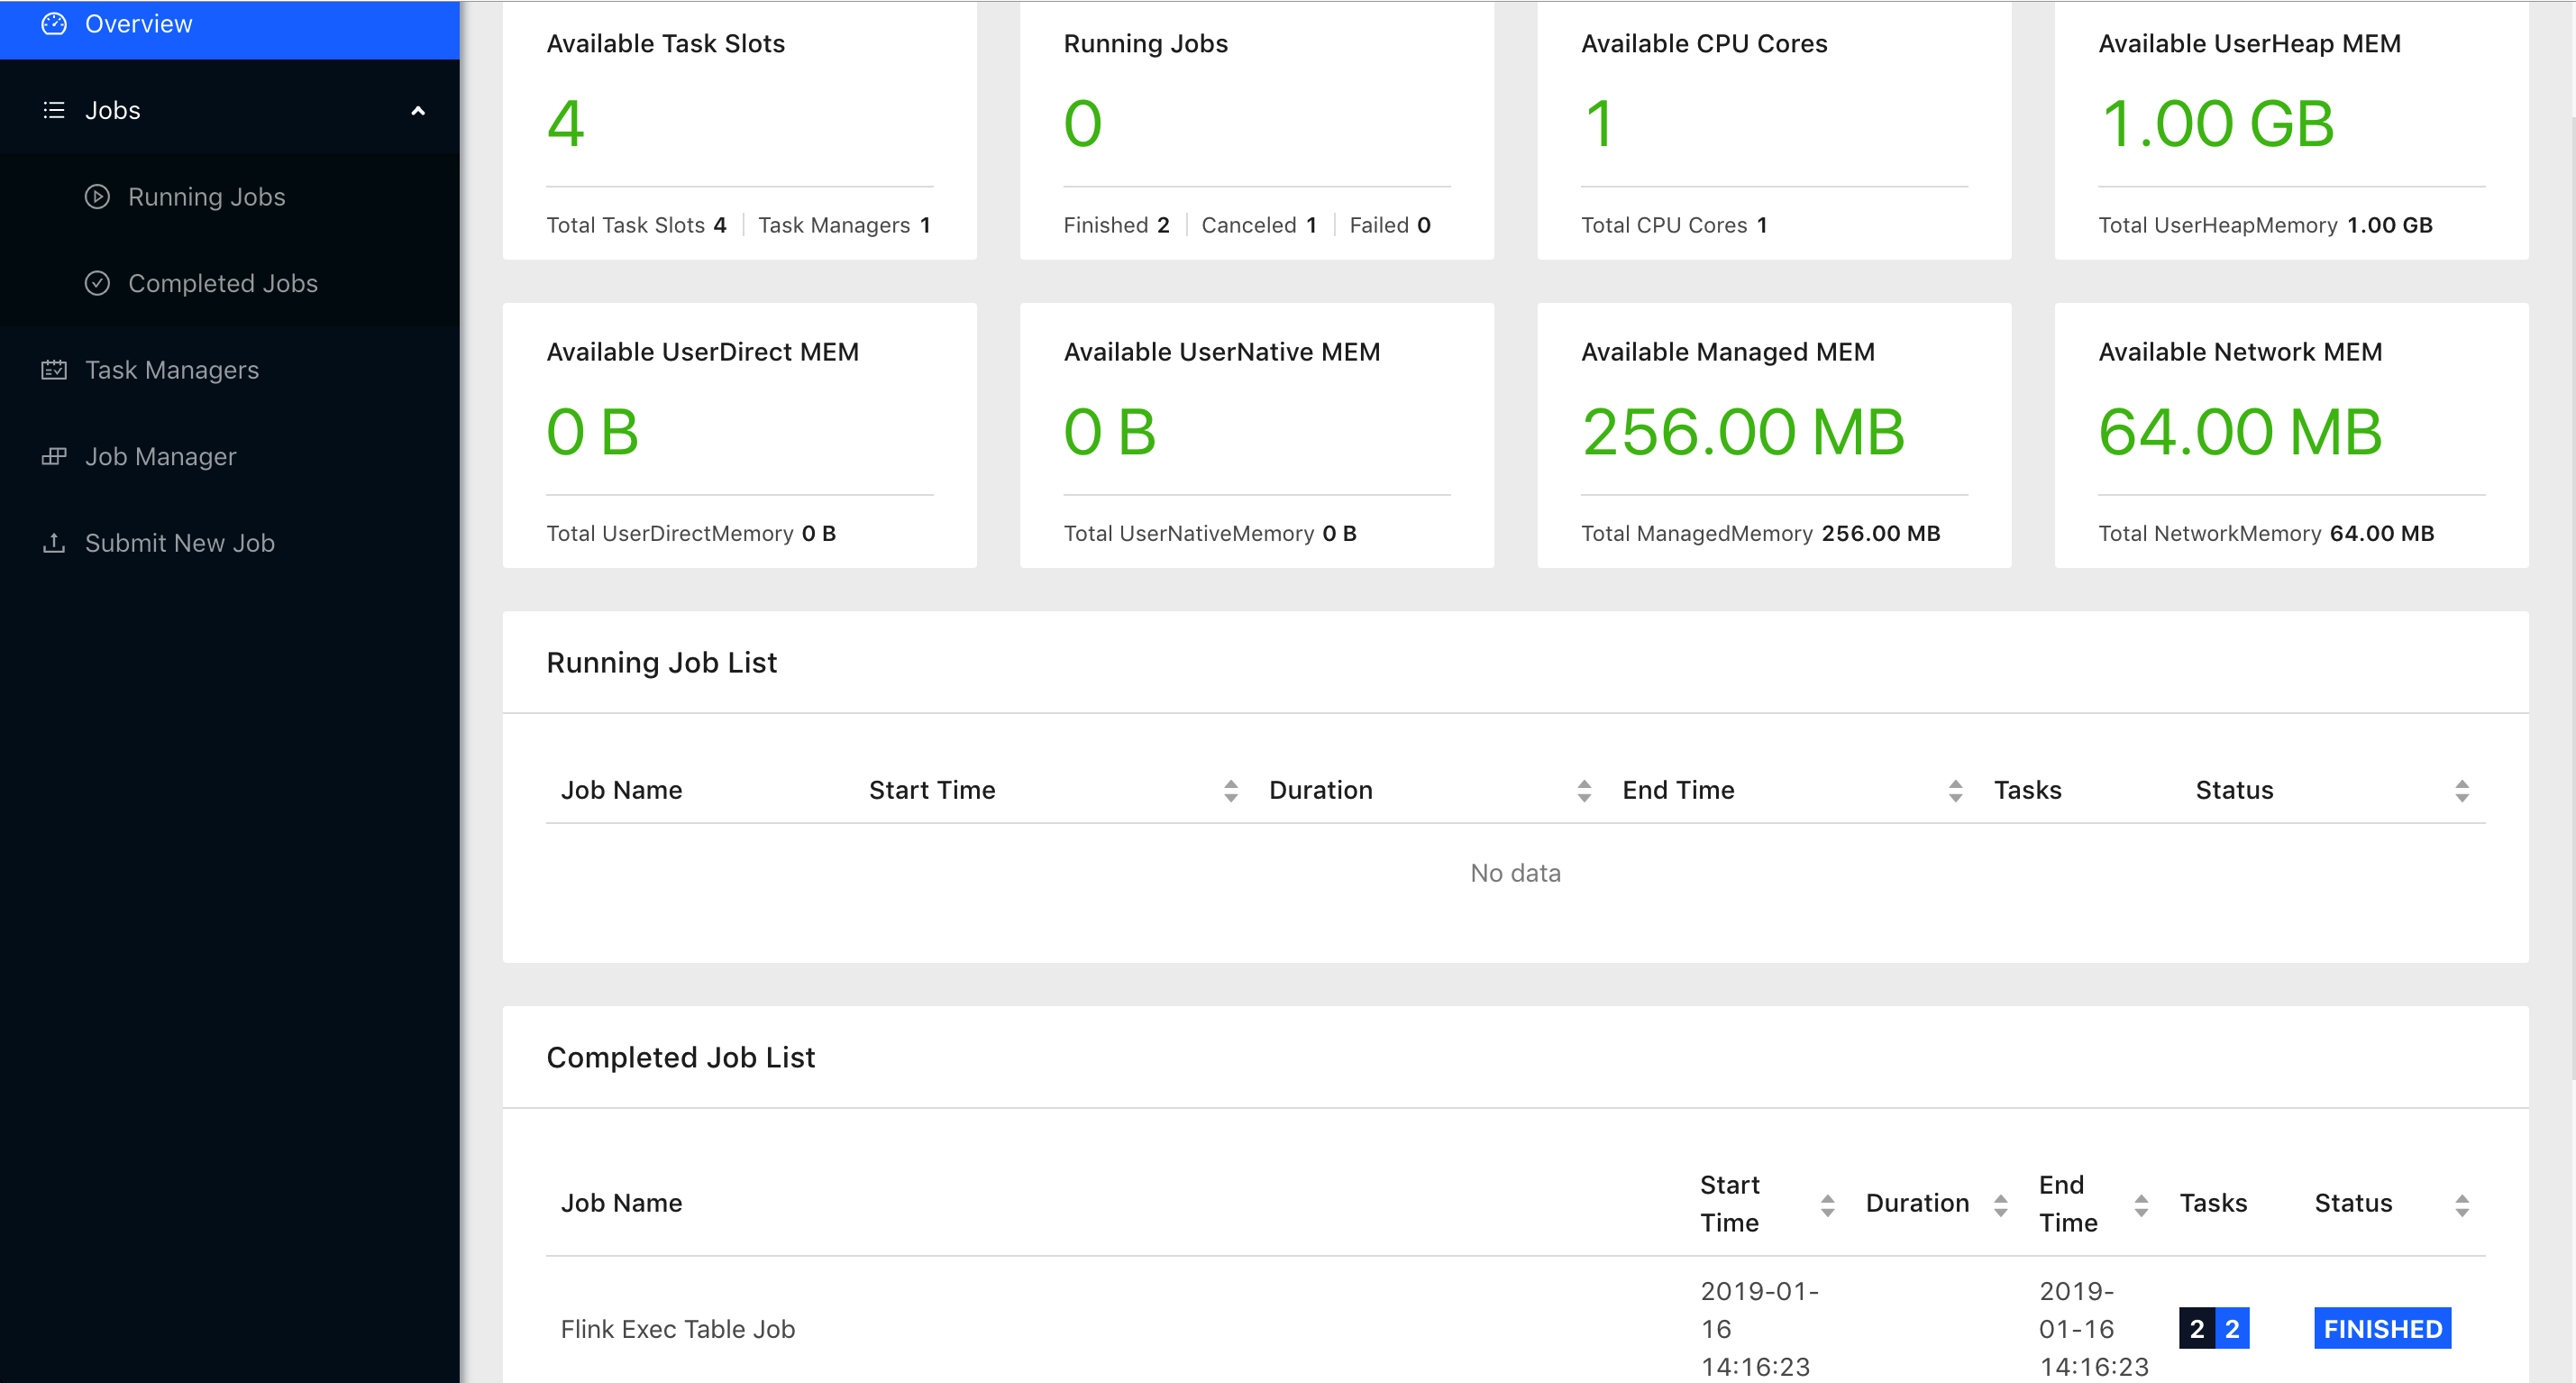 Overview
Jobs
Running Jobs
Completed Jobs
Task Managers
Job Manager
Submit New Job
Available Task Slots
4
Total Task Slots 4 Task Managers 1
Running Jobs
0
Finished 2 Canceled 1 Failed 0
Available CPU Cores
1
Total CPU Cores 1
Available UserHeap MEM
1.00 GB
Total UserHeapMemory 1.00 GB
Available UserDirect MEM
0 B
Total UserDirectMemory 0 B
Available UserNative MEM
0 B
Total UserNativeMemory 0 B
Available Managed MEM
256.00 MB
Total ManagedMemory 256.00 MB
Available Network MEM
64.00 MB
Total NetworkMemory 64.00 MB
Running Job List
Job Name Start Time Duration End Time Tasks Status
No data
Completed Job List
Job Name
Start
Time
Duration
End
Time
Tasks
Status
Flink Exec Table Job
2019-01-
16
14:16:23
2019-
01-16
14:16:23
2 2
FINISHED